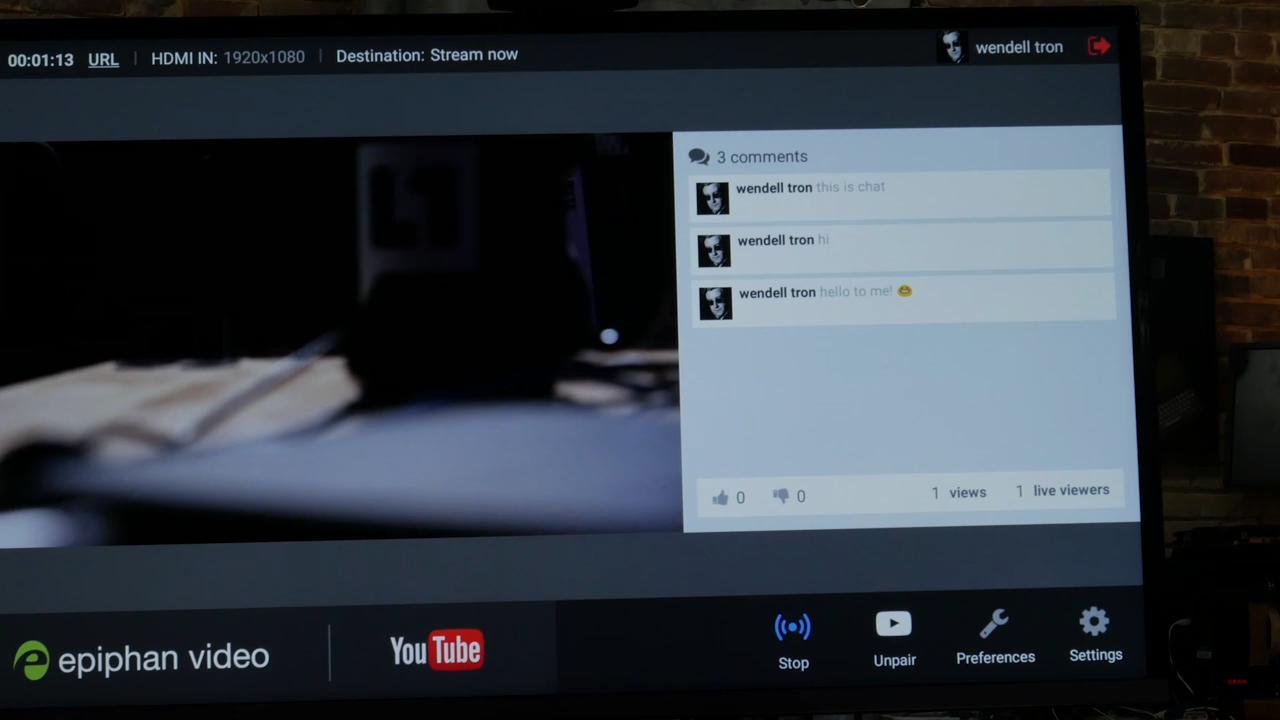 00:01:13 URL | HDMI IN: 1920x1080 | Destination: Stream now
wendell tron
3 comments
wendell tron this is chat
wendell tron hi
wendell tron hello to me! 😁
0 0 1 views 1 live viewers
epiphan video
YouTube
Stop
Unpair
Preferences
Settings